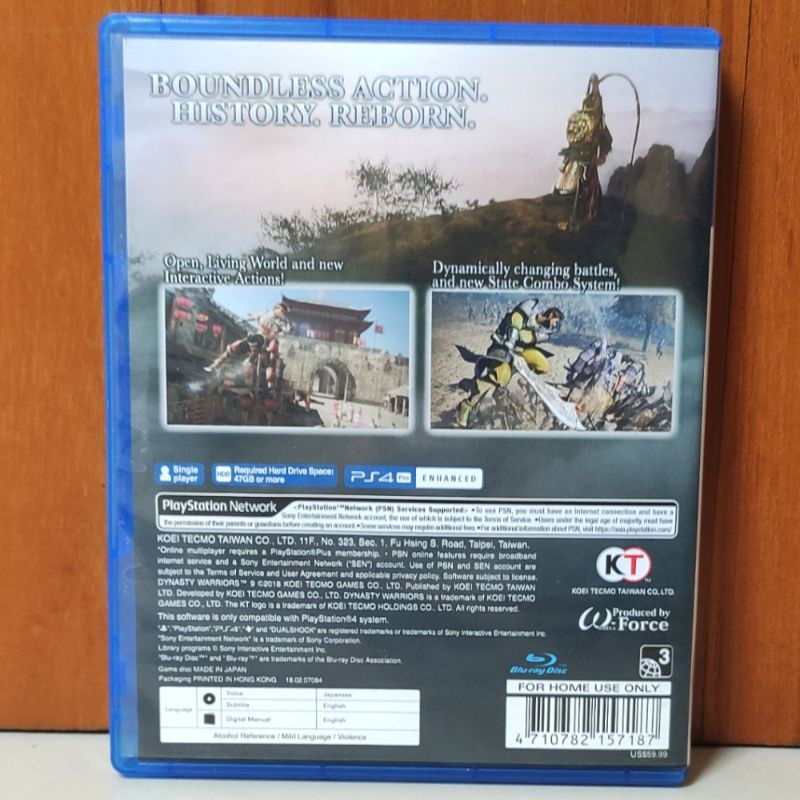 BOUNDLESS ACTION.
HISTORY. REBORN.
Open, Living World and new
Interactive Actions!
Dynamically changing battles,
and new State Combo System!
Single
player
HDD
Required Hard Drive Space:
47GB or more
PS4 Pro ENHANCED
PlayStation Network
<PlayStation™Network (PSN) Services Supported> •To use PSN, you must have an Internet connection and have a
Sony Entertainment Network account, the use of which is subject to the Terms of Service. •Users under the legal age of majority must have
the permission of their parents or guardians before creating an account. •Some services may require additional fees. •For additional information about PSN, visit https://asia.playstation.com/
KOEI TECMO TAIWAN CO., LTD. 11F., No. 323, Sec. 1, Fu Hsing S. Road, Taipei, Taiwan.
*Online multiplayer requires a PlayStation®Plus membership. • PSN online features require broadband
internet service and a Sony Entertainment Network ("SEN") account. Use of PSN and SEN account are
subject to the Terms of Service and User Agreement and applicable privacy policy. Software subject to license.
DYNASTY WARRIORS ™ 9 ©2018 KOEI TECMO GAMES CO., LTD. Published by KOEI TECMO TAIWAN
LTD. Developed by KOEI TECMO GAMES CO., LTD. DYNASTY WARRIORS is a trademark of KOEI TECMO
GAMES CO., LTD. The KT logo is a trademark of KOEI TECMO HOLDINGS CO., LTD. All rights reserved.
This software is only compatible with PlayStation®4 system.
"PlayStation", "PS4", and "DUALSHOCK" are registered trademarks or trademarks of Sony Interactive Entertainment Inc.
"Sony Entertainment Network" is a trademark of Sony Corporation.
Library programs © Sony Interactive Entertainment Inc.
"Blu-ray Disc™" and "Blu-ray™" are trademarks of the Blu-ray Disc Association.
Game disc MADE IN JAPAN
Packaging PRINTED IN HONG KONG 18.02.07084
KT
KOEI TECMO TAIWAN CO., LTD.
Produced by
ω-Force
Blu-ray Disc
3
FOR HOME USE ONLY
Language
Voice Japanese
Subtitle English
Digital Manual English
Alcohol Reference / Mild Language / Violence
4 710782 157187
US$59.99